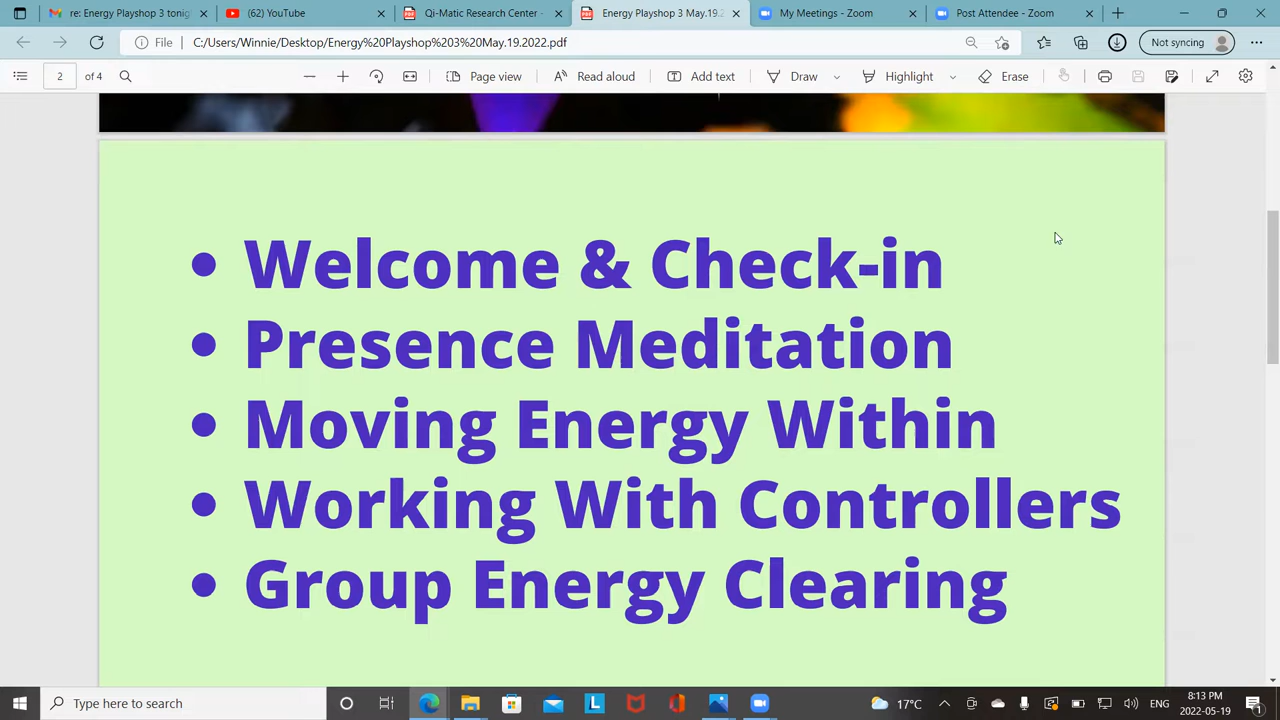 re: Energy Playshop 3 tonig
(62) YouTube
Qi-Matic Research Center -
Energy Playshop 3 May.19.2
My Meetings - Zoom
Post Attendee - Zoom
File
C:/Users/Winnie/Desktop/Energy%20Playshop%203%20May.19.2022.pdf
Not syncing
2
of 4
Page view
Read aloud
Add text
Draw
Highlight
Erase
• Welcome & Check-in
• Presence Meditation
• Moving Energy Within
• Working With Controllers
• Group Energy Clearing
Type here to search
17°C
8:13 PM
2022-05-19